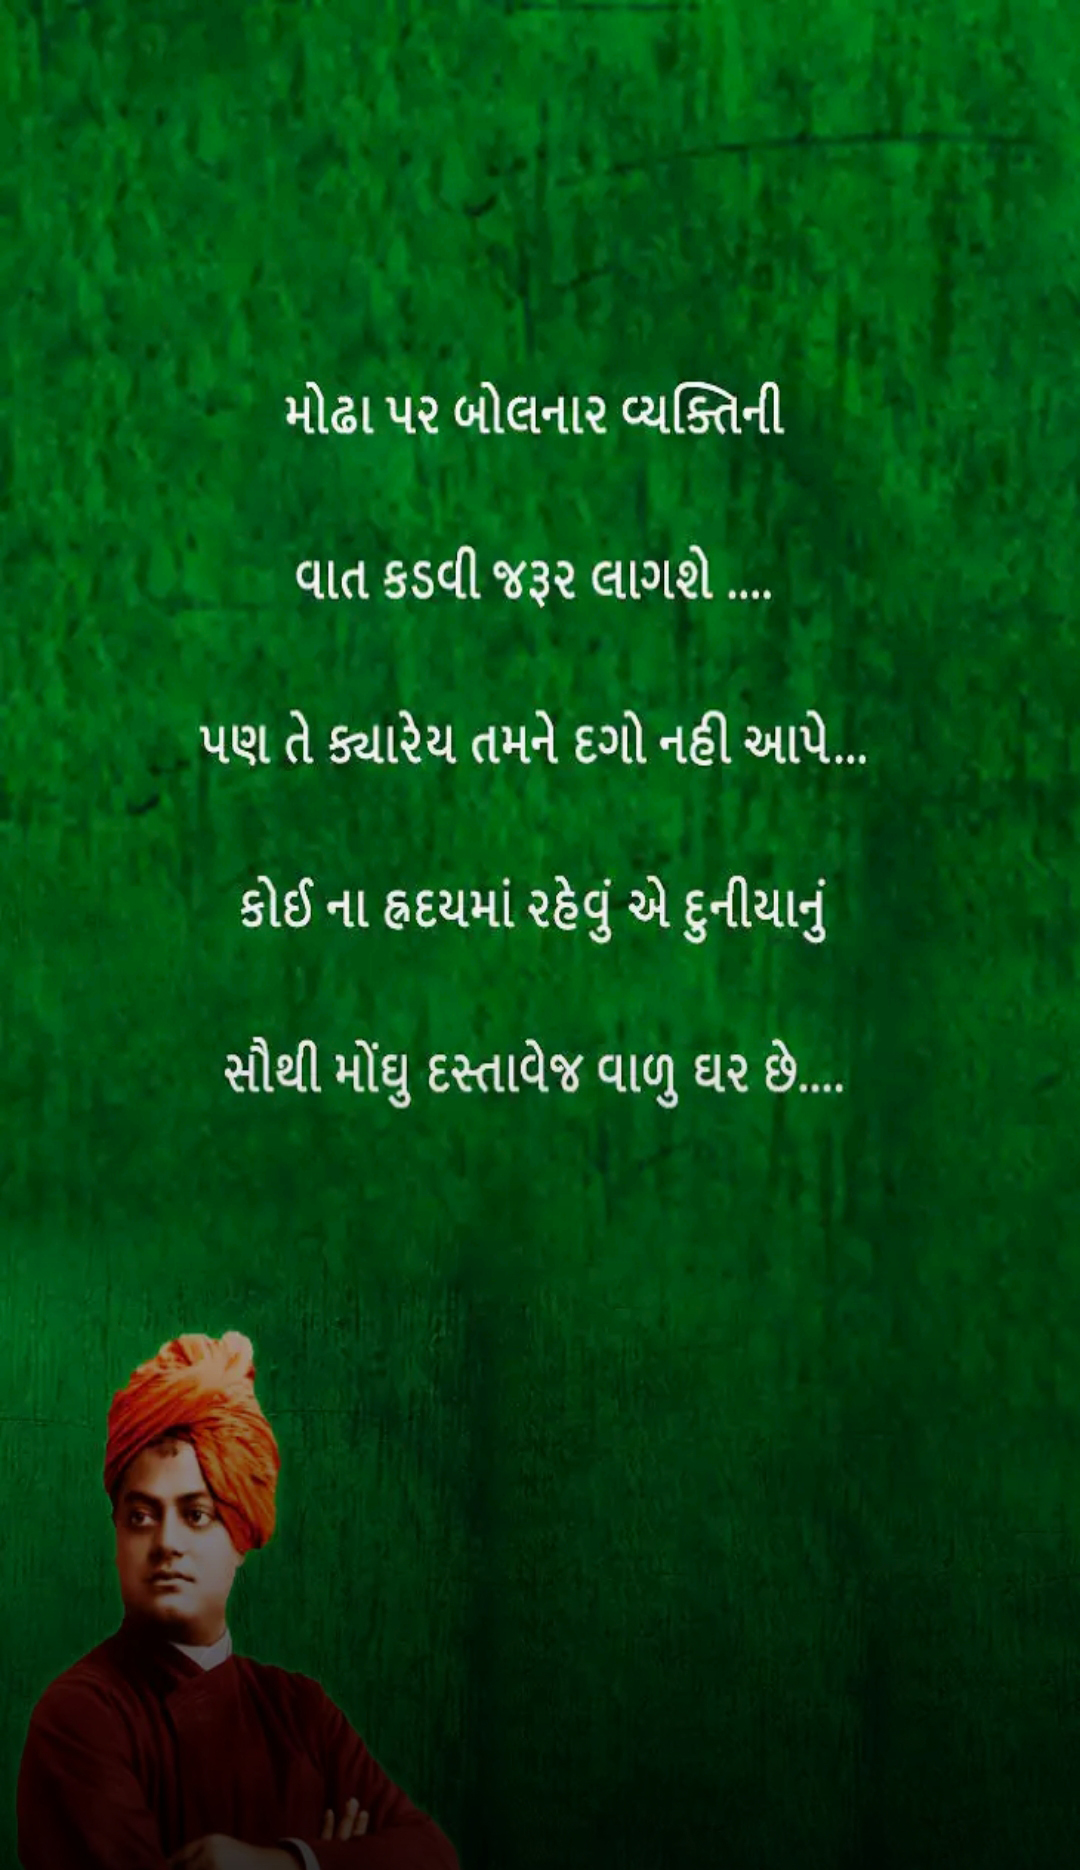 મોઢા પર બોલનાર વ્યક્તિની
વાત કડવી જરૂર લાગશે ....
પણ તે ક્યારેય તમને દગો નહી આપે...
કોઈ ના હ્રદયમાં રહેવું એ દુનીયાનું
સૌથી મોંઘુ દસ્તાવેજ વાળુ ઘર છે....